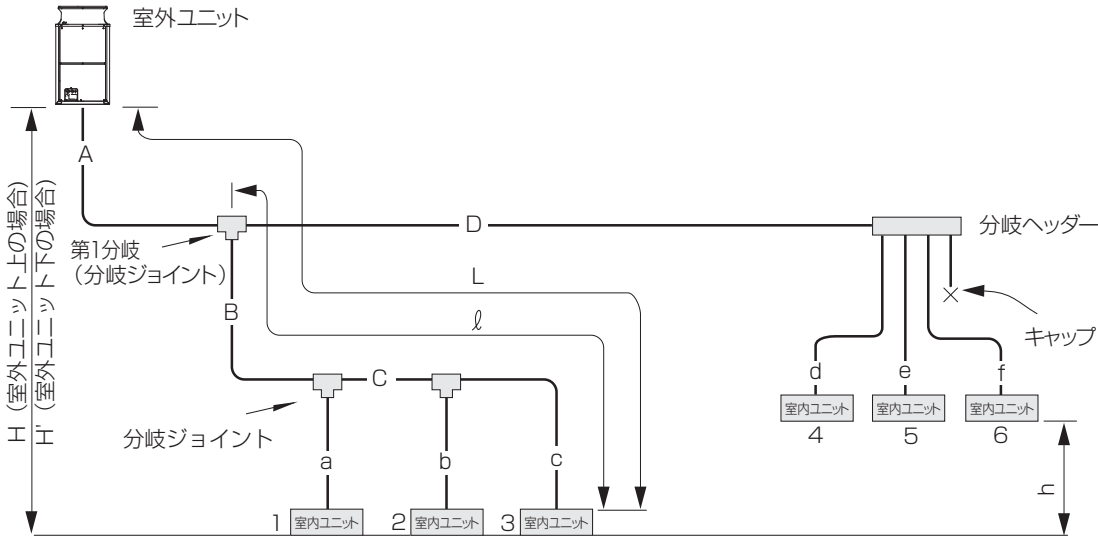 室外ユニット
A
H（室外ユニット上の場合）
H'（室外ユニット下の場合）
第1分岐
（分岐ジョイント）
D
分岐ヘッダー
L
ℓ
B
キャップ
C
d
e
f
室内ユニット
室内ユニット
室内ユニット
4
5
6
分岐ジョイント
a
b
c
h
1
室内ユニット
2
室内ユニット
3
室内ユニット